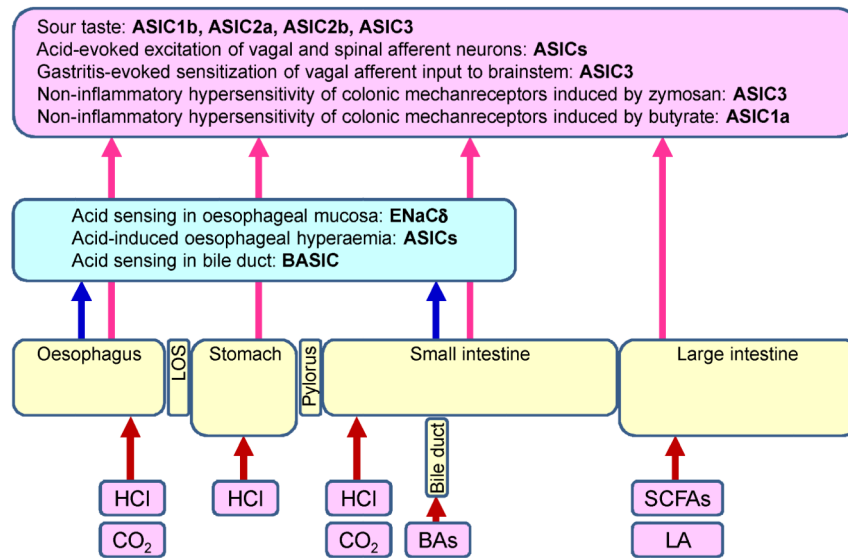 Sour taste: ASIC1b, ASIC2a, ASIC2b, ASIC3
Acid-evoked excitation of vagal and spinal afferent neurons: ASICs
Gastritis-evoked sensitization of vagal afferent input to brainstem: ASIC3
Non-inflammatory hypersensitivity of colonic mechanreceptors induced by zymosan: ASIC3
Non-inflammatory hypersensitivity of colonic mechanreceptors induced by butyrate: ASIC1a
Acid sensing in oesophageal mucosa: ENaCδ
Acid-induced oesophageal hyperaemia: ASICs
Acid sensing in bile duct: BASIC
Oesophagus
LOS
Stomach
Pylorus
Small intestine
Large intestine
Bile duct
HCl
HCl
HCl
SCFAs
CO₂
CO₂
BAs
LA